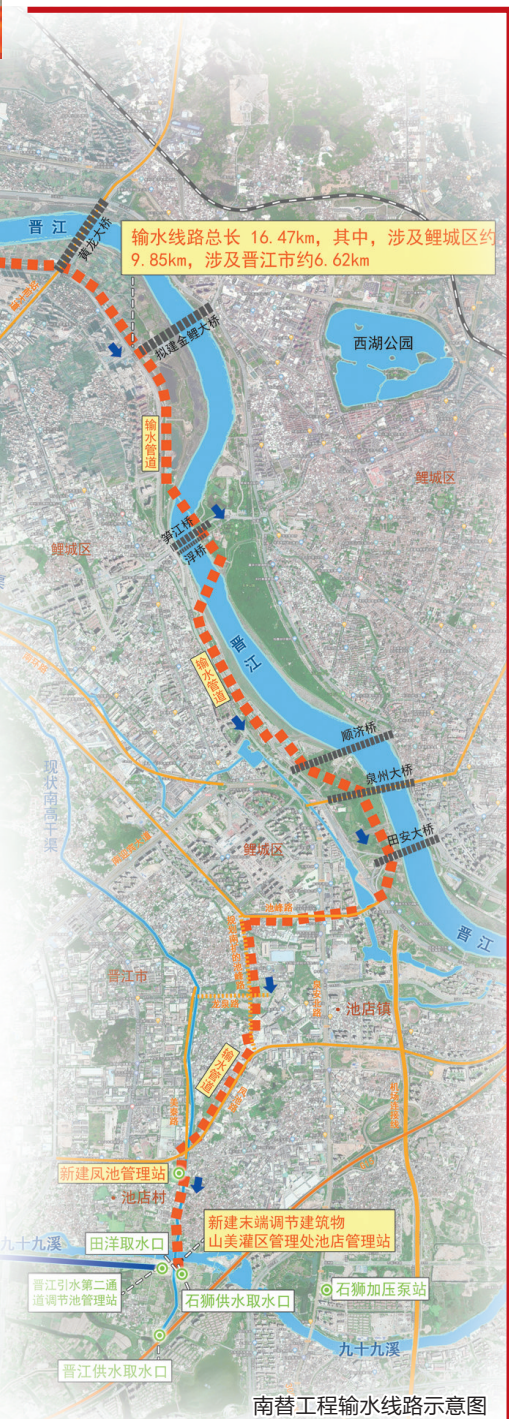 晋江
黄龙大桥
输水线路总长 16.47km，其中，涉及鲤城区约
9.85km，涉及晋江市约6.62km
拟建金鲤大桥
西湖公园
输水管道
鲤城区
笋江桥
浮桥
鲤城区
晋江
输水管道
顺济桥
现状南高干渠
泉州大桥
田安大桥
鲤城区
池峰路
晋江
晋江市
池店镇
输水管道
新建凤池管理站
池店村
新建末端调节建筑物
山美灌区管理处池店管理站
九十九溪
田洋取水口
晋江引水第二通
道调节池管理站
石狮供水取水口
石狮加压泵站
九十九溪
晋江供水取水口
南替工程输水线路示意图